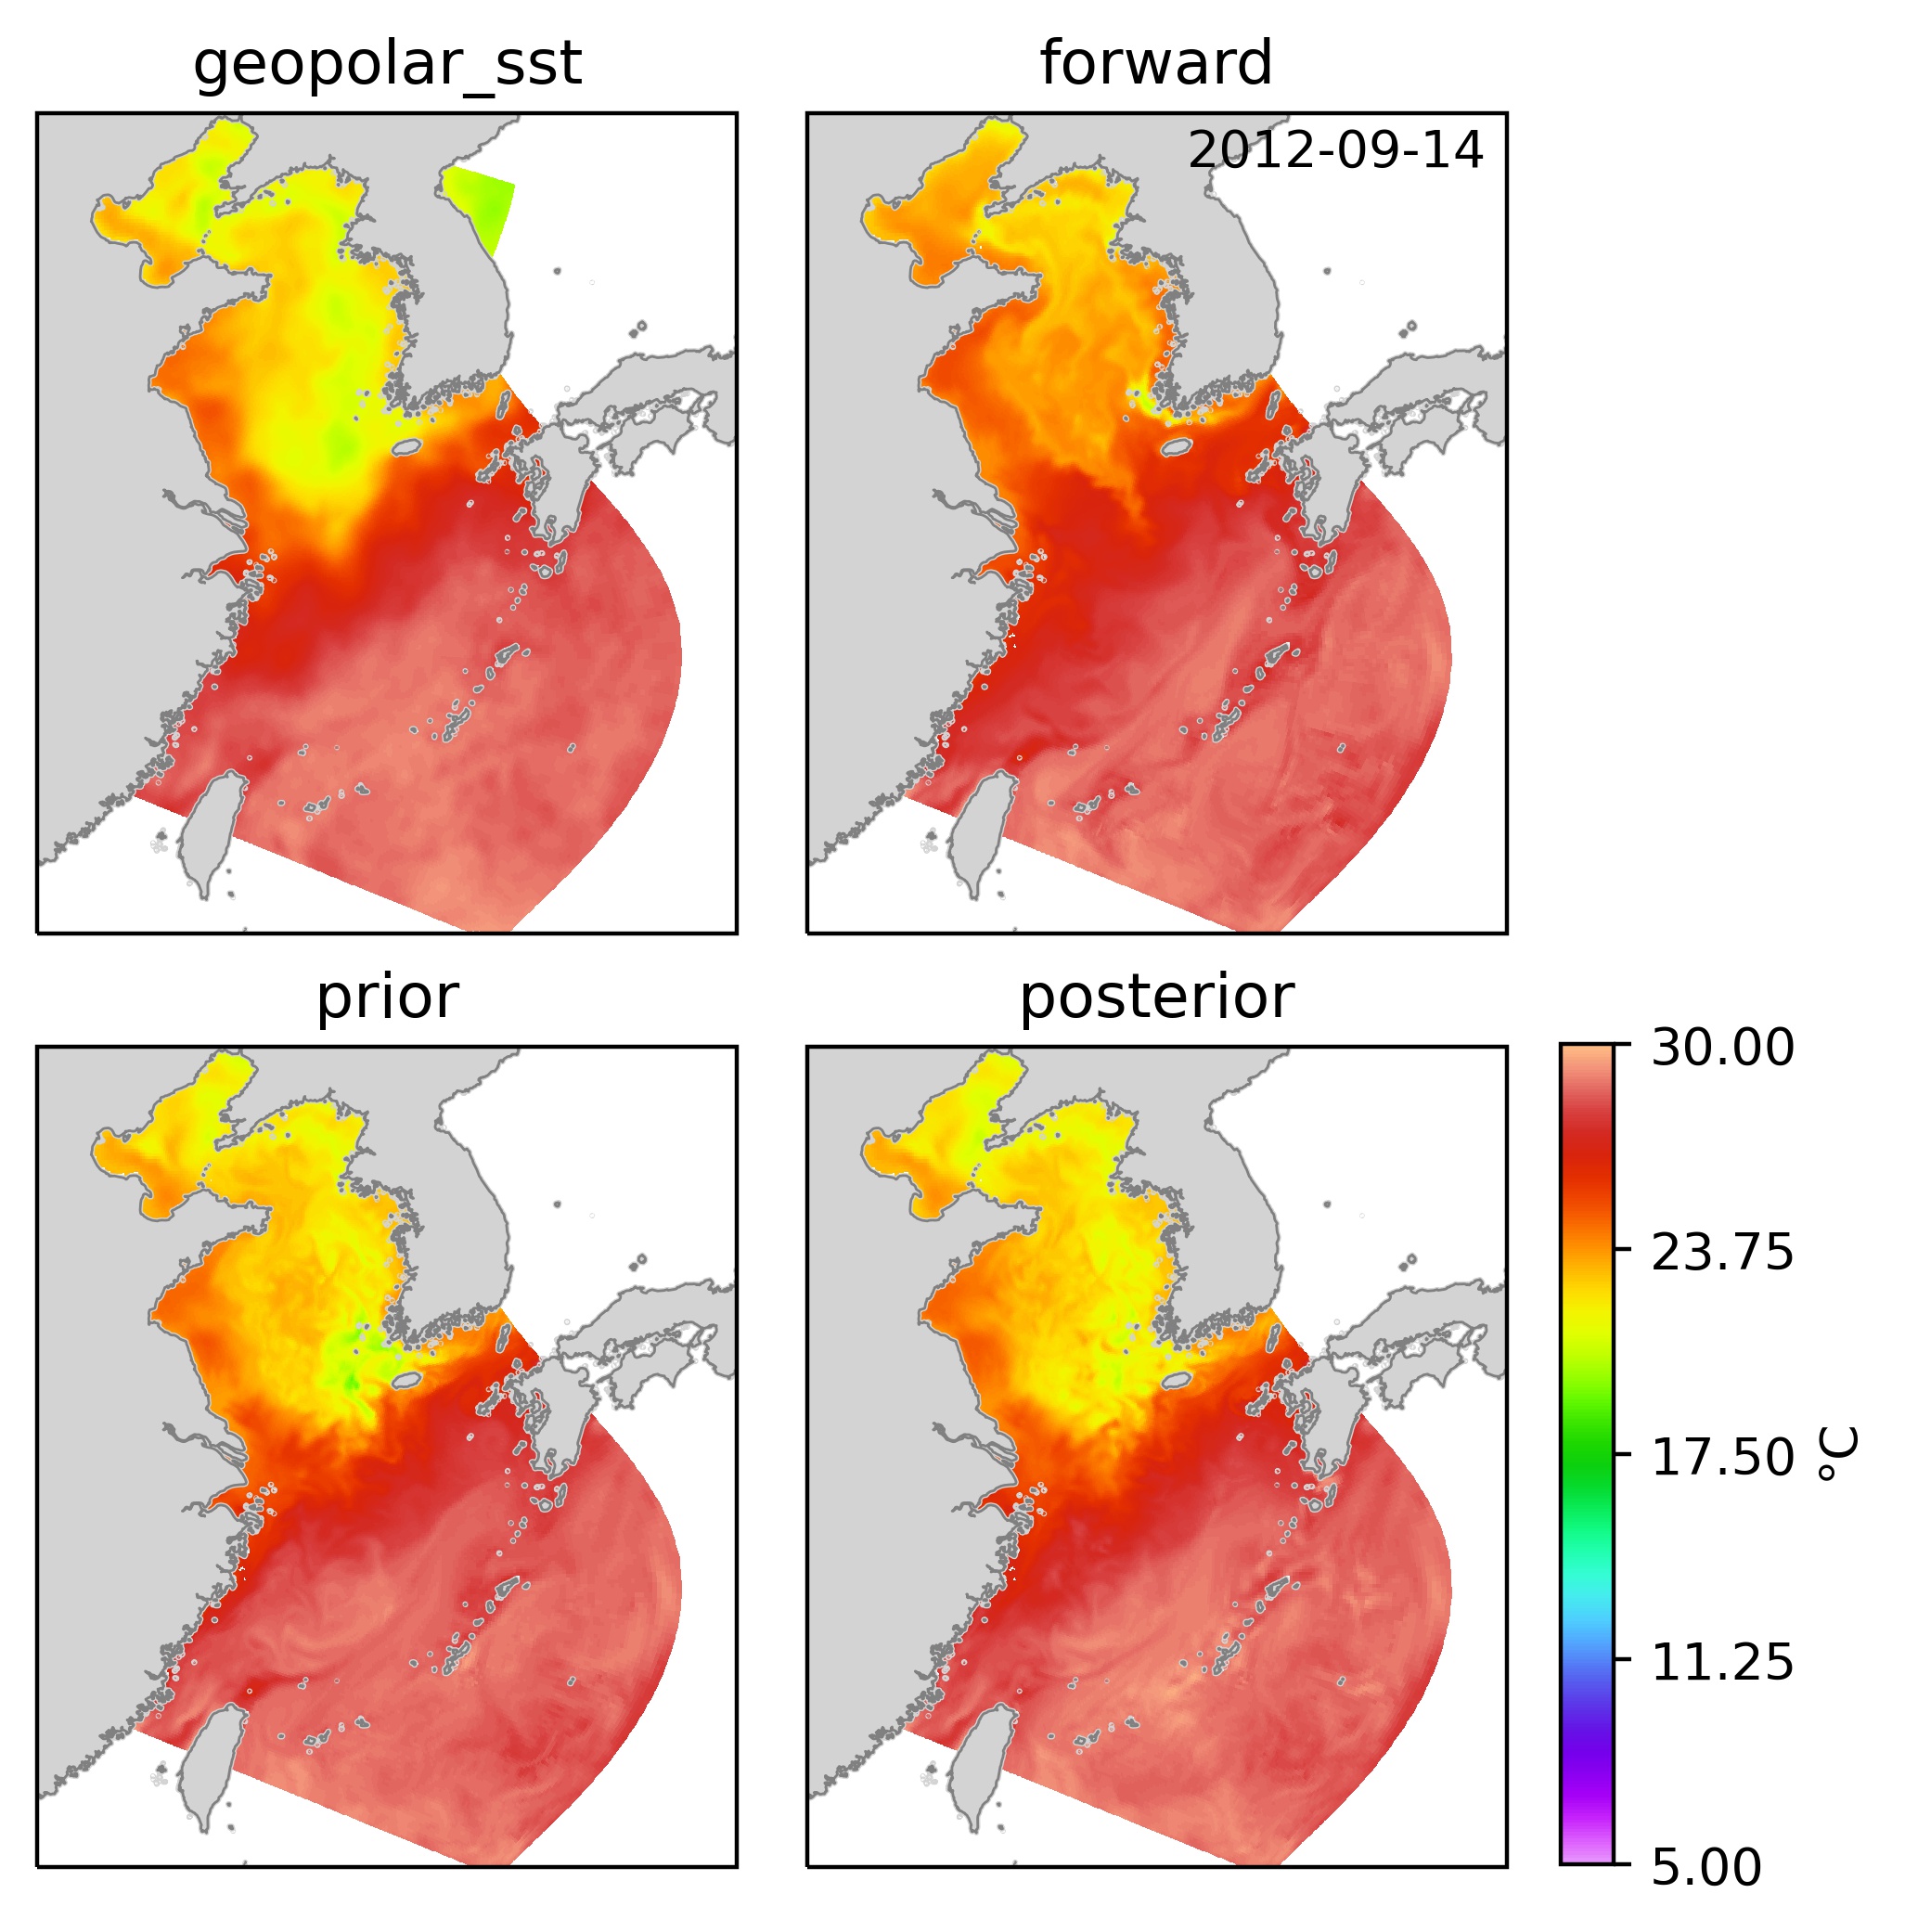 geopolar_sst
forward
2012-09-14
prior
posterior
30.00
23.75
17.50
11.25
5.00
°C